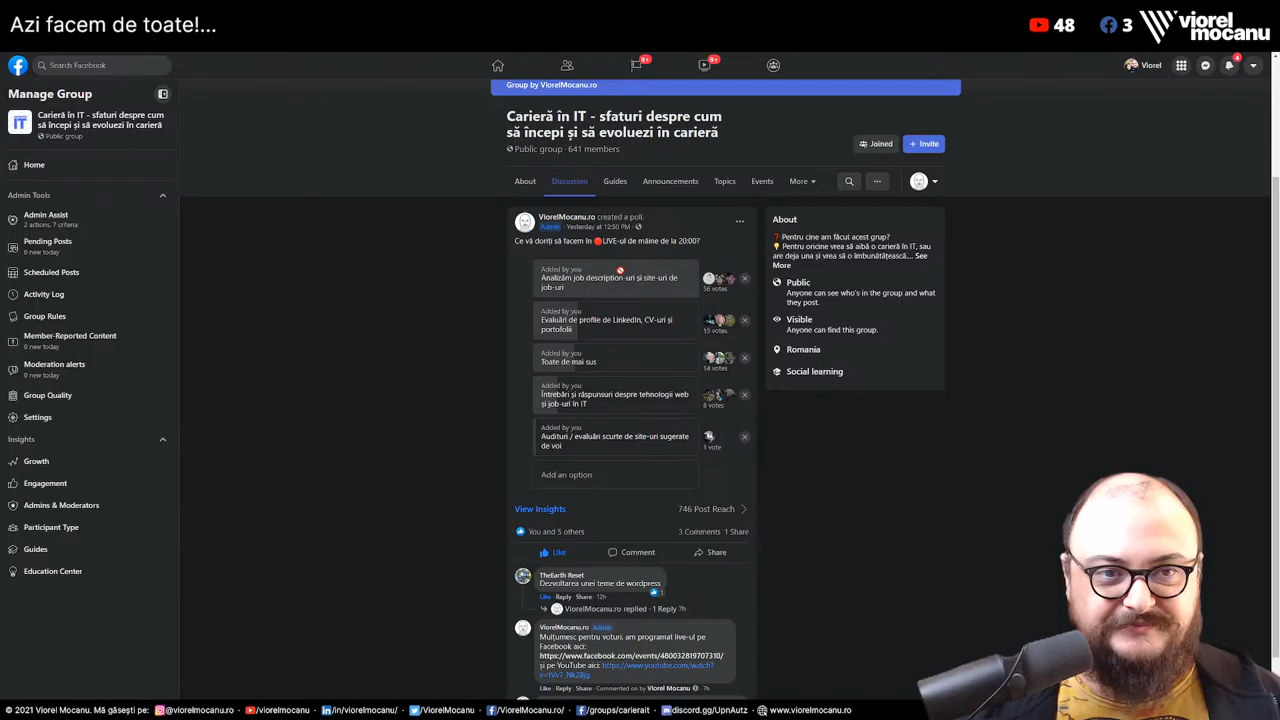 Azi facem de toate!...
48
3
viorel
mocanu
Search Facebook
9+
9+
Viorel
4
Manage Group
Carieră în IT - sfaturi despre cum
să începi și să evoluezi în carieră
Public group
Home
Admin Tools
Admin Assist
2 actions, 7 criteria
Pending Posts
0 new today
Scheduled Posts
Activity Log
Group Rules
Member-Reported Content
0 new today
Moderation alerts
0 new today
Group Quality
Settings
Insights
Growth
Engagement
Admins & Moderators
Participant Type
Guides
Education Center
Group by ViorelMocanu.ro
Carieră în IT - sfaturi despre cum
să începi și să evoluezi în carieră
Public group · 641 members
Joined
+ Invite
About
Discussion
Guides
Announcements
Topics
Events
More
ViorelMocanu.ro created a poll.
Admin · Yesterday at 12:50 PM ·
Ce vă doriți să facem în 🔴LIVE-ul de mâine de la 20:00?
Added by you
Analizăm job description-uri și site-uri de
job-uri
56 votes
Added by you
Evaluări de profile de LinkedIn, CV-uri și
portofolii
15 votes
Added by you
Toate de mai sus
14 votes
Added by you
Întrebări și răspunsuri despre tehnologii web
și job-uri în IT
8 votes
Added by you
Audituri / evaluări scurte de site-uri sugerate
de voi
1 vote
Add an option
View Insights
746 Post Reach
You and 5 others
3 Comments 1 Share
Like
Comment
Share
TheEarth Reset
Dezvoltarea unei teme de wordpress
1
Like · Reply · Share · 12h
ViorelMocanu.ro replied · 1 Reply 7h
ViorelMocanu.ro Admin
Mulțumesc pentru voturi, am programat live-ul pe
Facebook aici:
https://www.facebook.com/events/480032819707310/
și pe YouTube aici: https://www.youtube.com/watch?
v=1Vv7_Nk28jg
Like · Reply · Share · Commented on by Viorel Mocanu · 7h
About
❓ Pentru cine am făcut acest grup?
💡 Pentru oricine vrea să aibă o carieră în IT, sau
are deja una și vrea să o îmbunătățească.... See
More
Public
Anyone can see who's in the group and what
they post.
Visible
Anyone can find this group.
Romania
Social learning
© 2021 Viorel Mocanu. Mă găsești pe: @viorelmocanu.ro /viorelmocanu /in/viorelmocanu/ /ViorelMocanu /ViorelMocanu.ro/ /groups/carierait discord.gg/UpnAutz www.viorelmocanu.ro